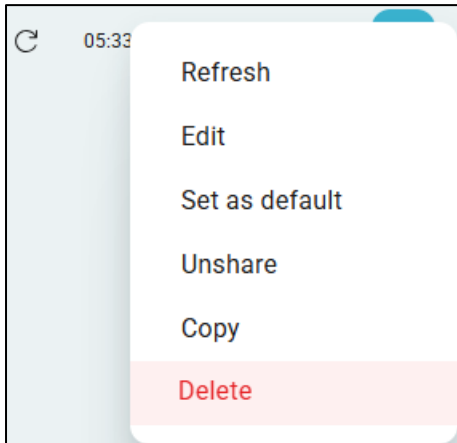 05:33
Refresh
Edit
Set as default
Unshare
Copy
Delete